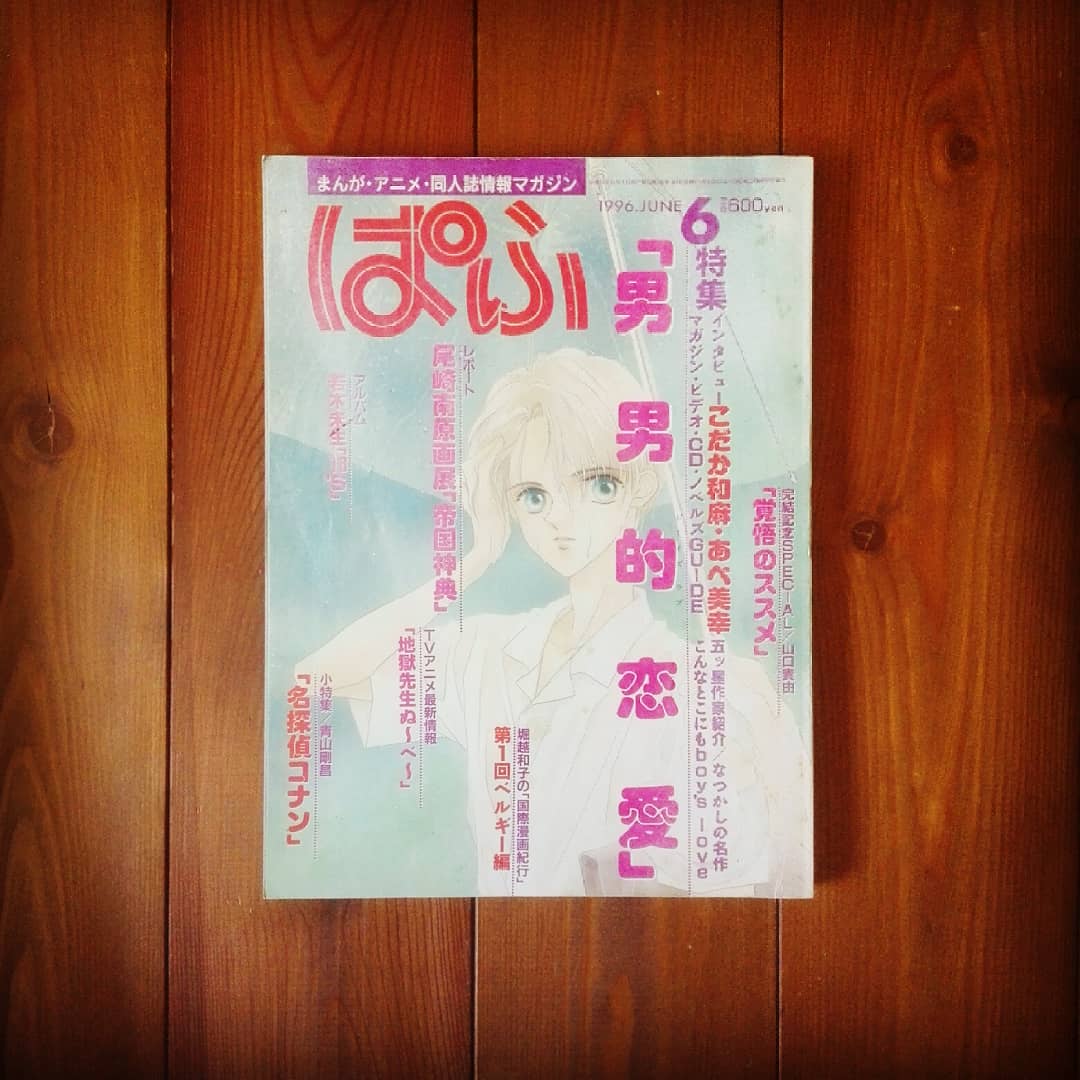 まんが・アニメ・同人誌情報マガジン
ぱふ
1996.JUNE 6 600yen
特集
「男男的恋愛」
インタビューこだか和麻・あべ美幸
マガジン・ビデオ・CD・ノベルズGUIDE
五ッ星作家紹介/なつかしの名作
こんなとこにもboy's love
完結記念SPECIAL/山口貴由
「覚悟のススメ」
レポート
尾崎南原画展「帝国神典」
アルバム
若木未生
TVアニメ最新情報
「地獄先生ぬ〜べ〜」
堀越和子の「国際漫画紀行」
第1回ベルギー編
小特集/青山剛昌
「名探偵コナン」